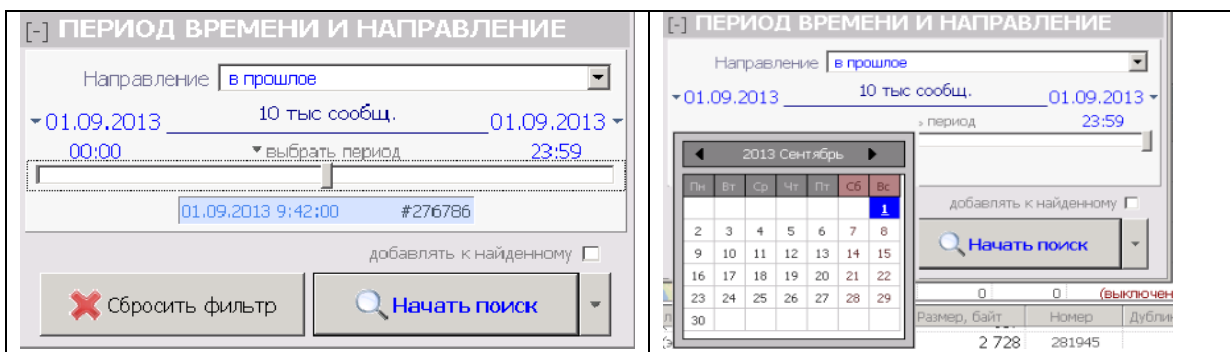 [-] ПЕРИОД ВРЕМЕНИ И НАПРАВЛЕНИЕ
Направление в прошлое
10 тыс сообщ.
01.09.2013 01.09.2013
00:00 выбрать период 23:59
01.09.2013 9:42:00 #276786
добавлять к найденному
Сбросить фильтр Начать поиск
[-] ПЕРИОД ВРЕМЕНИ И НАПРАВЛЕНИЕ
Направление в прошлое
10 тыс сообщ.
01.09.2013 01.09.2013
период 23:59
2013 Сентябрь
Пн Вт Ср Чт Пт Сб Вс
1
2 3 4 5 6 7 8
9 10 11 12 13 14 15
16 17 18 19 20 21 22
23 24 25 26 27 28 29
30
добавлять к найденному
Начать поиск
0 0 (выключен
Размер, байт Номер Дублин
2 728 281945